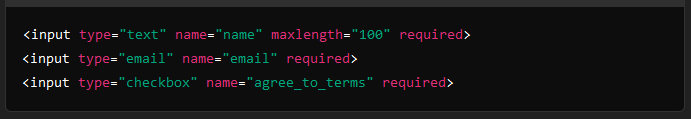 <input type="text" name="name" maxlength="100" required>
<input type="email" name="email" required>
<input type="checkbox" name="agree_to_terms" required>